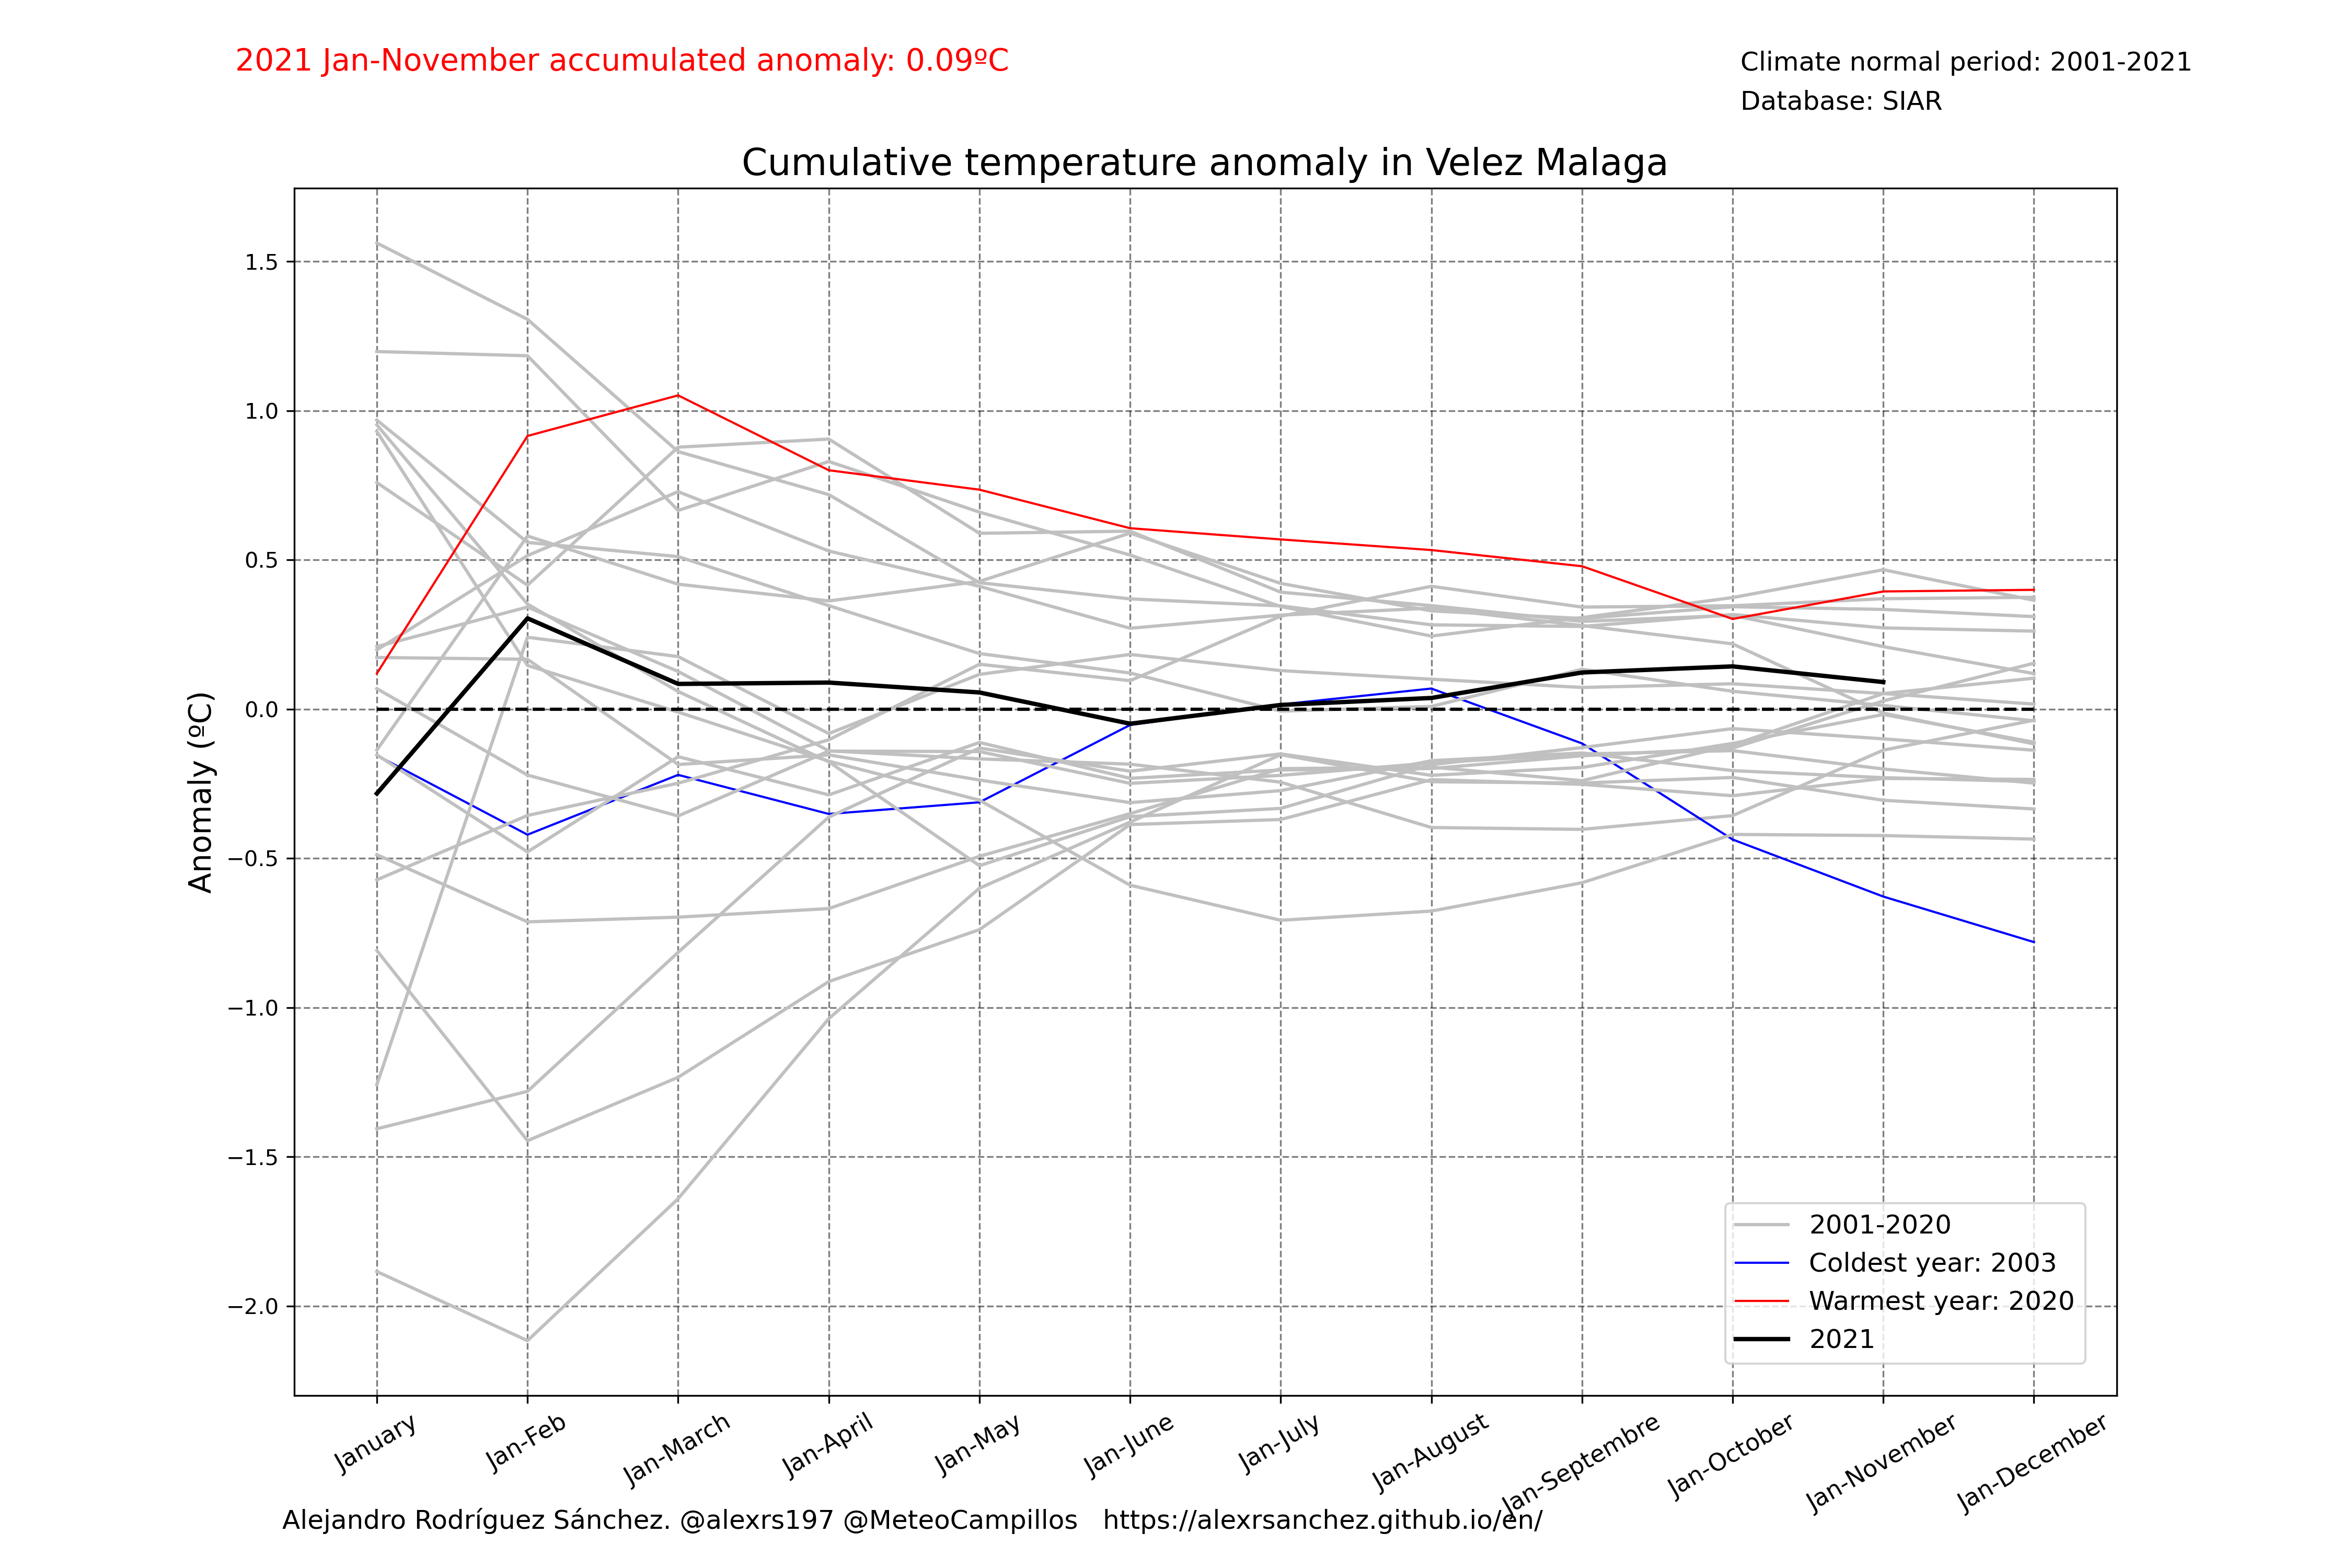 2021 Jan-November accumulated anomaly: 0.09ºC
Climate normal period: 2001-2021
Database: SIAR
Cumulative temperature anomaly in Velez Malaga
Anomaly (ºC)
1.5
1.0
0.5
0.0
−0.5
−1.0
−1.5
−2.0
2001-2020
Coldest year: 2003
Warmest year: 2020
2021
January
Jan-Feb
Jan-March
Jan-April
Jan-May
Jan-June
Jan-July
Jan-August
Jan-Septembre
Jan-October
Jan-November
Jan-December
Alejandro Rodríguez Sánchez. @alexrs197 @MeteoCampillos https://alexrsanchez.github.io/en/